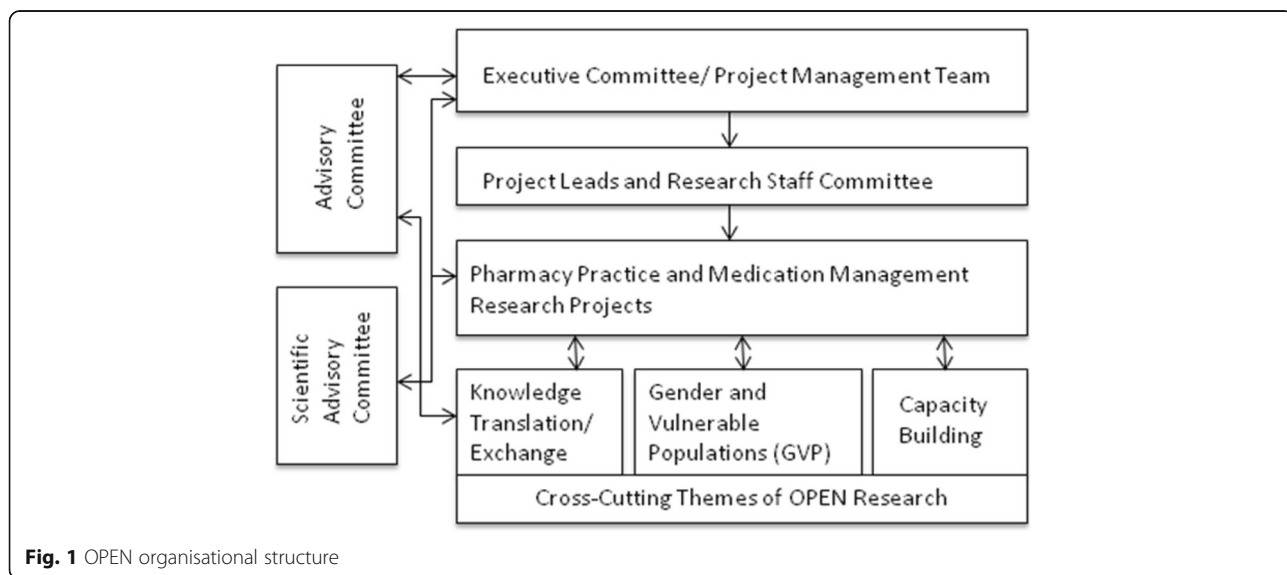 Executive Committee/ Project Management Team
Advisory
Committee
Project Leads and Research Staff Committee
Pharmacy Practice and Medication Management
Research Projects
Scientific
Advisory
Committee
Knowledge
Translation/
Exchange
Gender and
Vulnerable
Populations (GVP)
Capacity
Building
Cross-Cutting Themes of OPEN Research
Fig. 1 OPEN organisational structure